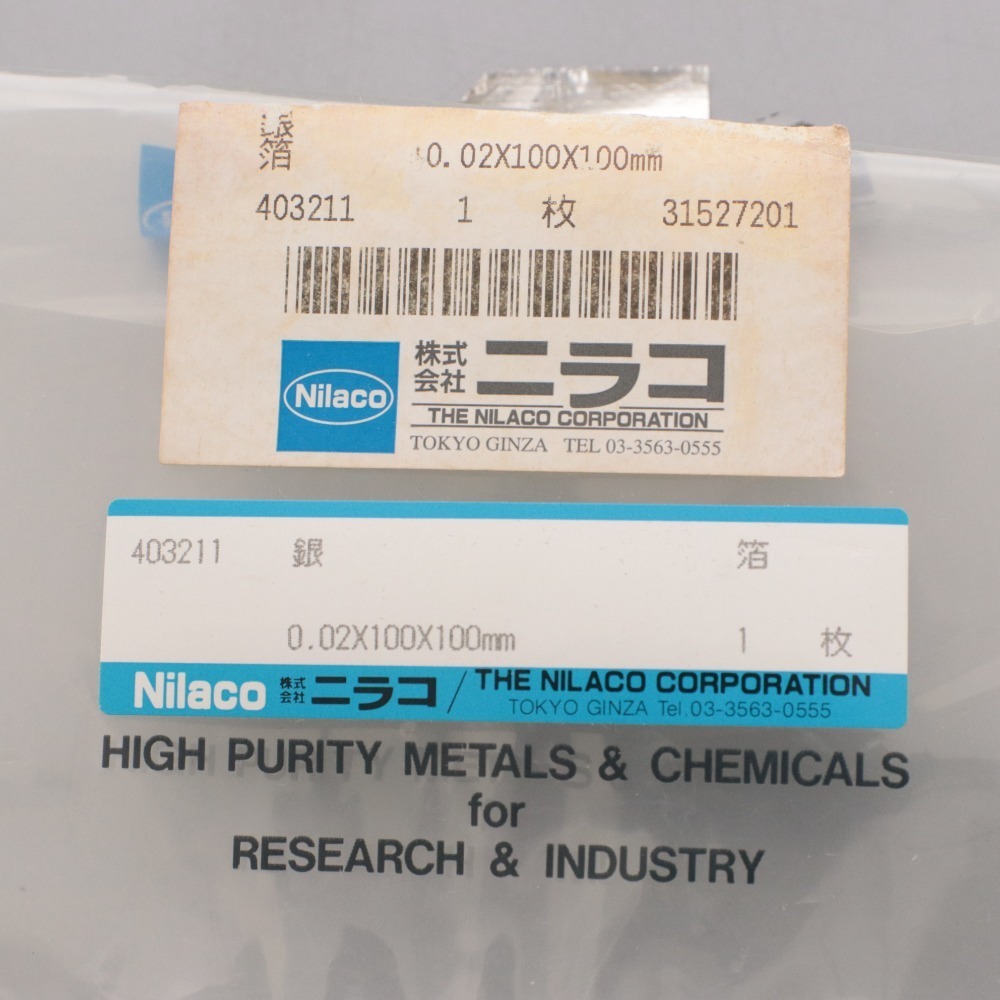 銀
箔 0.02X100X100mm
403211 1 枚 31527201
Nilaco
株式会社 ニラコ
THE NILACO CORPORATION
TOKYO GINZA TEL 03-3563-0555
403211 銀 箔
0.02X100X100mm 1 枚
Nilaco 株式会社 ニラコ / THE NILACO CORPORATION
TOKYO GINZA Tel.03-3563-0555
HIGH PURITY METALS & CHEMICALS
for
RESEARCH & INDUSTRY